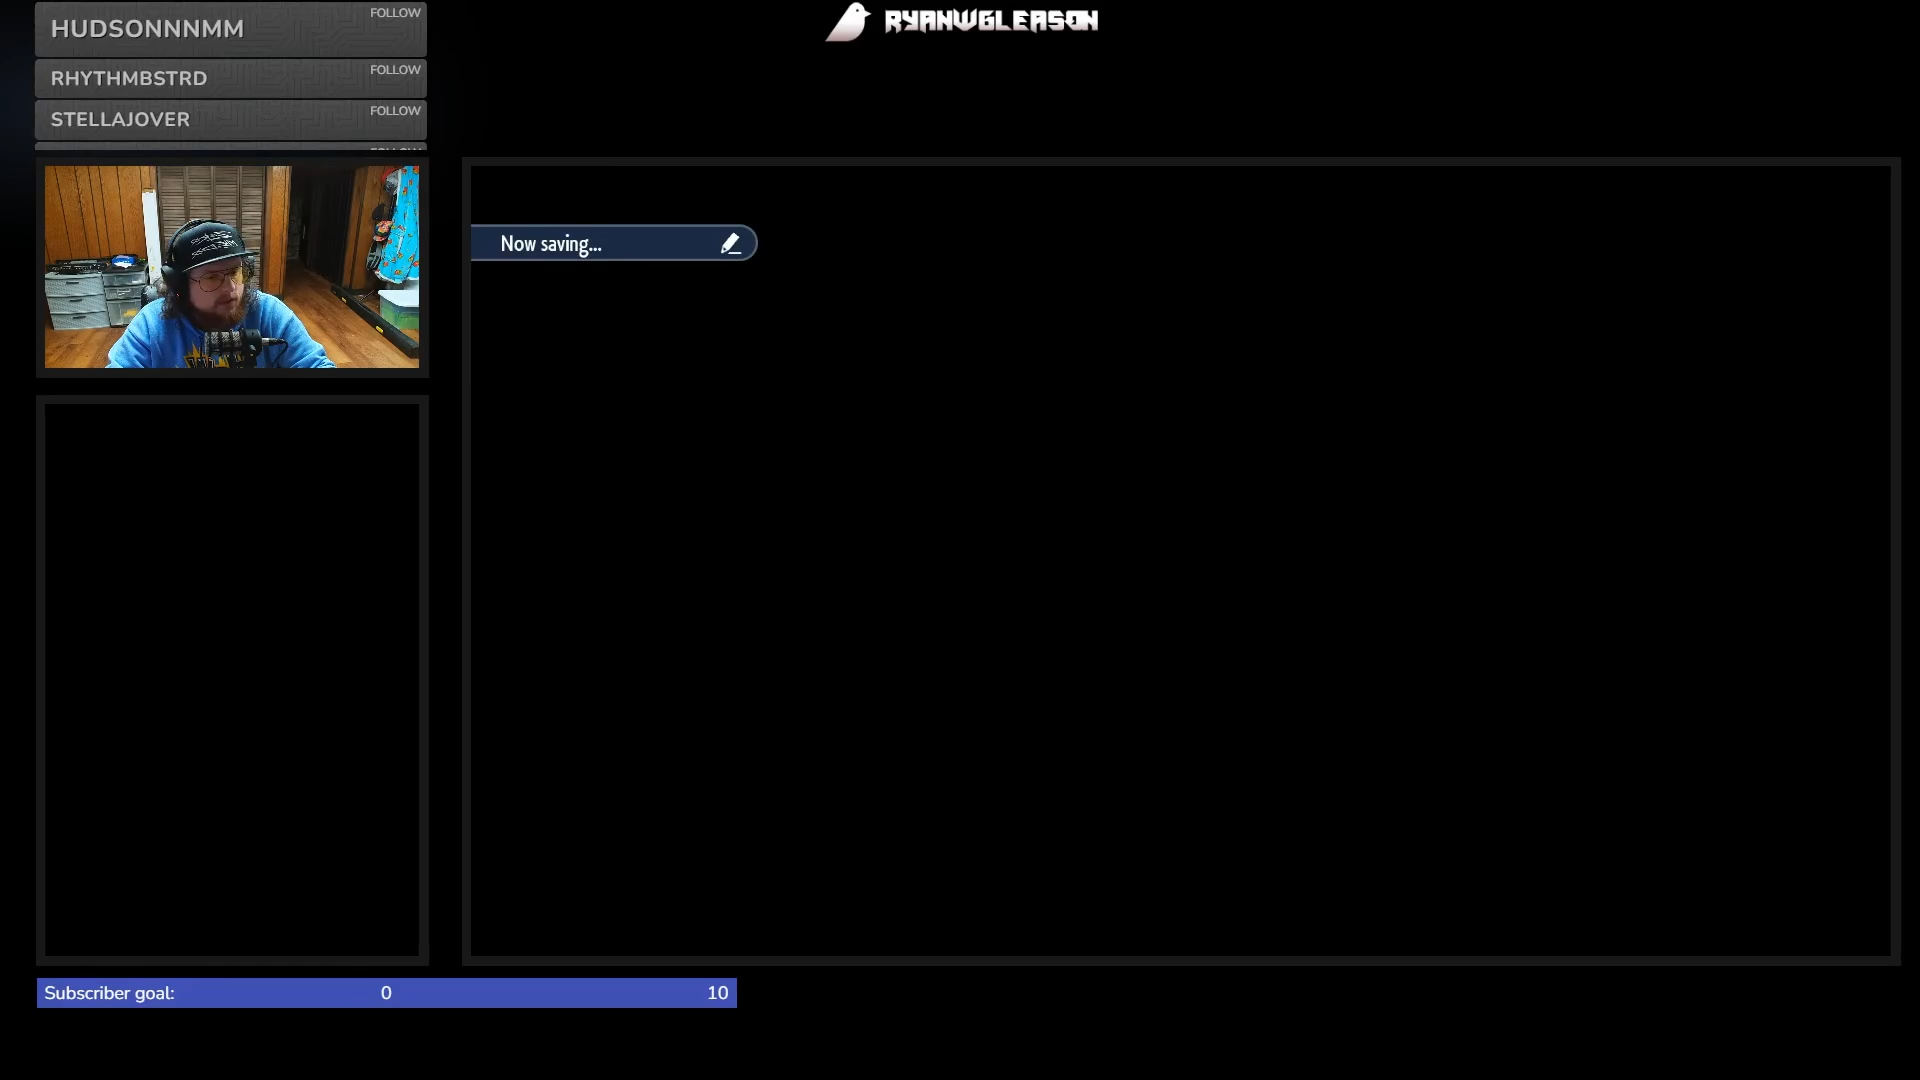 HUDSONNNMM
FOLLOW
RHYTHMBSTRD
FOLLOW
STELLAJOVER
FOLLOW
RYANWGLEASON
Now saving...
Subscriber goal: 0 10